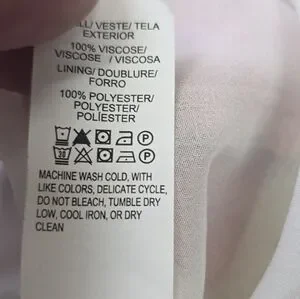 LL/ VESTE/ TELA
EXTERIOR
100% VISCOSE/
VISCOSE / VISCOSA
LINING/ DOUBLURE/
FORRO
100% POLYESTER/
POLYESTER/
POLIESTER
MACHINE WASH COLD, WITH
LIKE COLORS, DELICATE CYCLE,
DO NOT BLEACH, TUMBLE DRY
LOW, COOL IRON, OR DRY
CLEAN